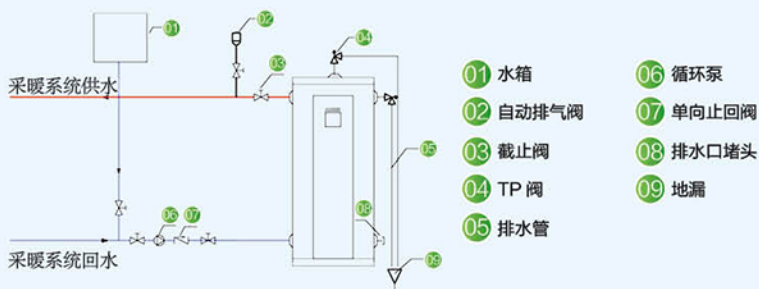 01
02
04
03
采暖系统供水
05
06
07
08
采暖系统回水
09
01 水箱
02 自动排气阀
03 截止阀
04 TP 阀
05 排水管
06 循环泵
07 单向止回阀
08 排水口堵头
09 地漏